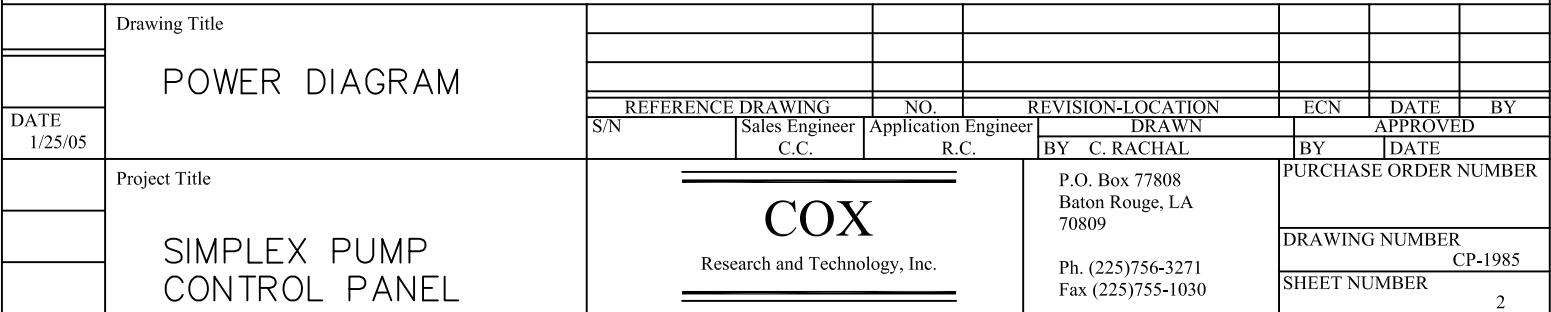 Drawing Title
POWER DIAGRAM
DATE
1/25/05
REFERENCE DRAWING NO. REVISION-LOCATION ECN DATE BY
S/N Sales Engineer Application Engineer DRAWN APPROVED
C.C. R.C. BY C. RACHAL BY DATE
Project Title
SIMPLEX PUMP
CONTROL PANEL
COX
Research and Technology, Inc.
P.O. Box 77808
Baton Rouge, LA
70809
Ph. (225)756-3271
Fax (225)755-1030
PURCHASE ORDER NUMBER
DRAWING NUMBER
CP-1985
SHEET NUMBER
2